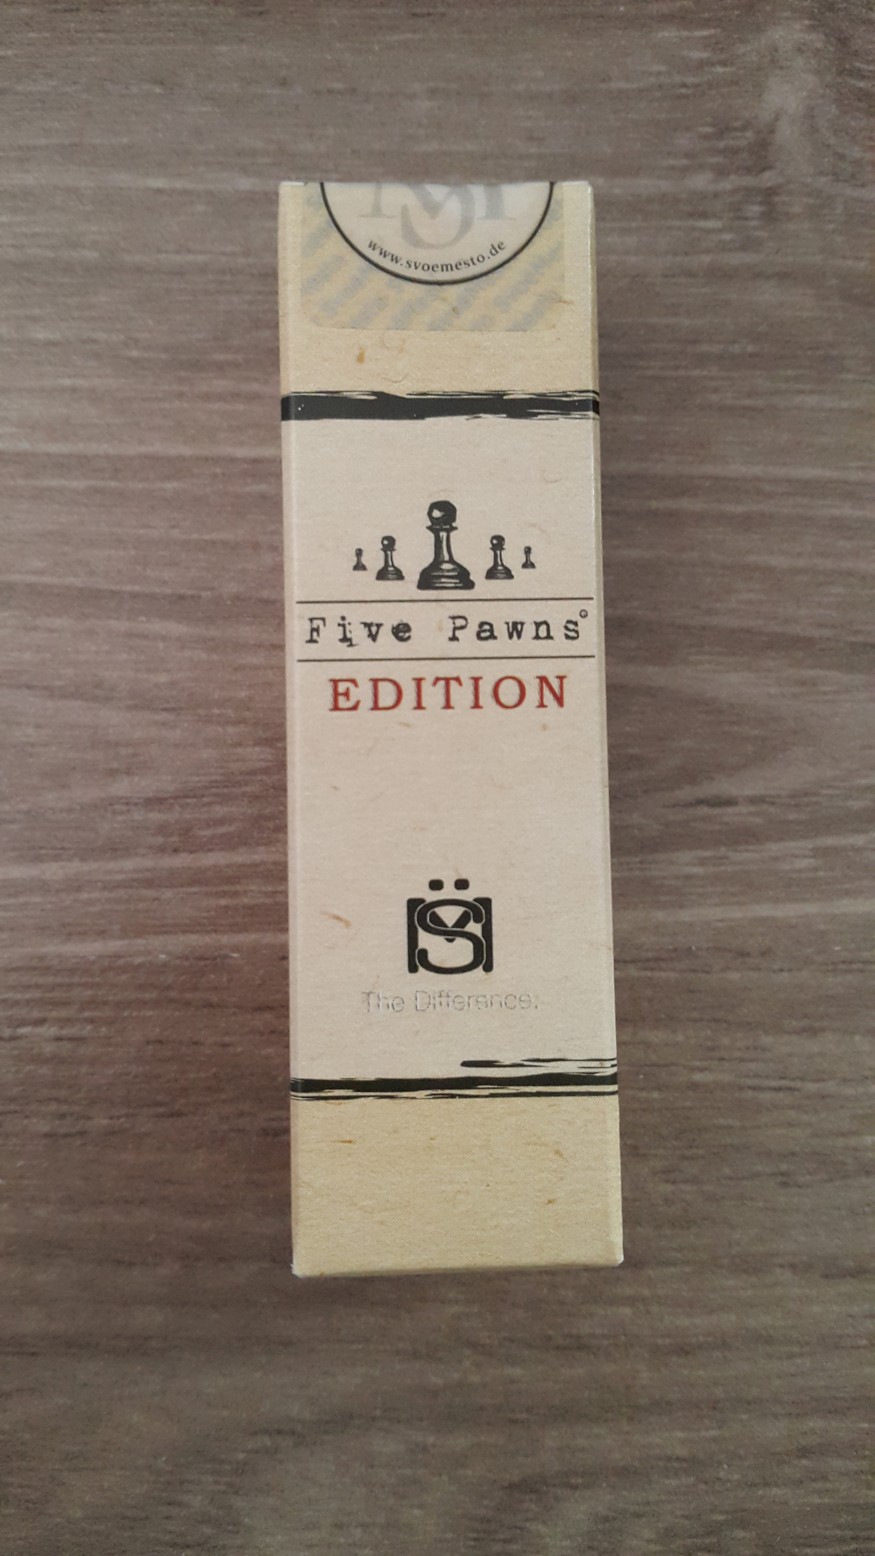 www.svoemesto.de
Five Pawns®
EDITION
The Difference: